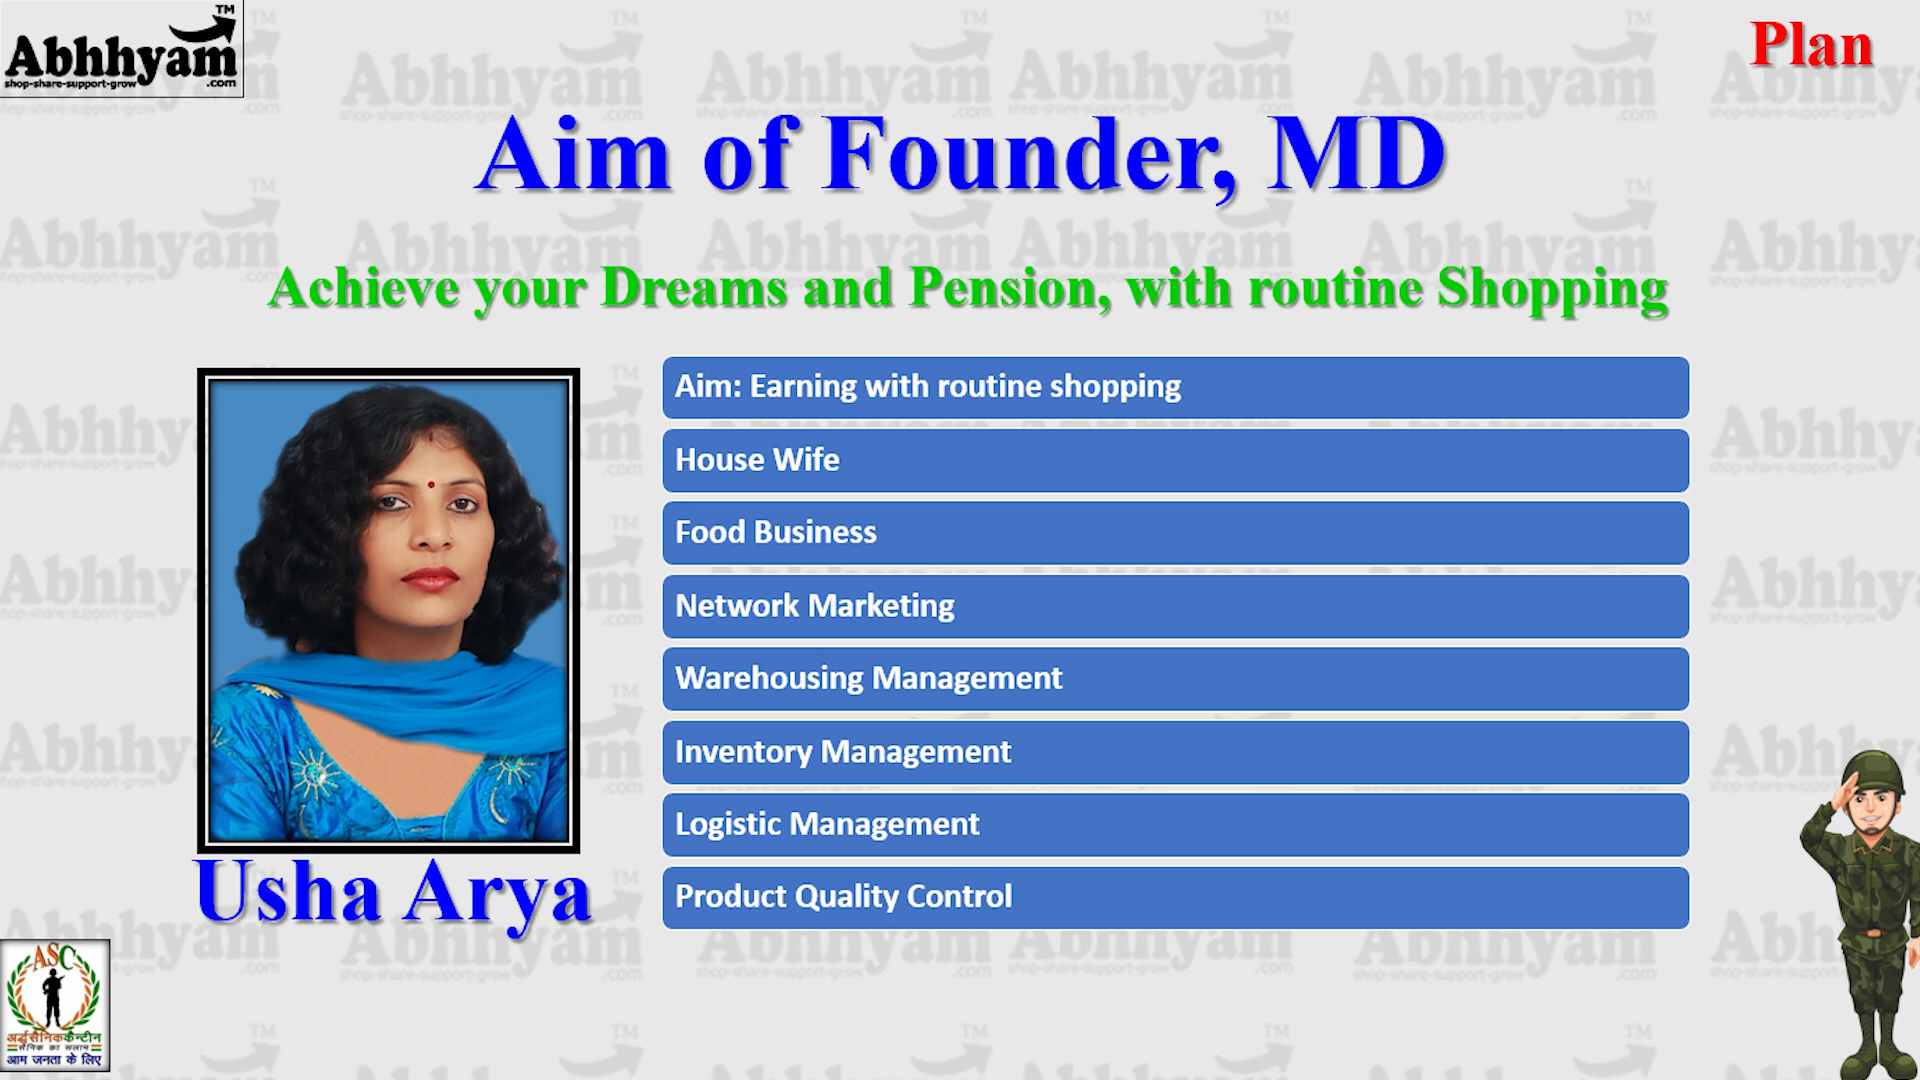 TM
Abhhyam
shop-share-support-grow .com
Plan
Aim of Founder, MD
Achieve your Dreams and Pension, with routine Shopping
Aim: Earning with routine shopping
House Wife
Food Business
Network Marketing
Warehousing Management
Inventory Management
Logistic Management
Product Quality Control
Usha Arya
ASC
अर्द्धसैनिक कैन्टीन
सैनिक का सलाम
आम जनता के लिए